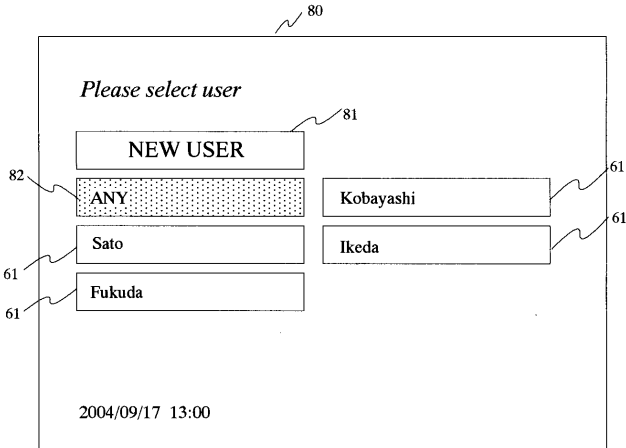 80
Please select user
81
NEW USER
82
ANY
Kobayashi
61
Sato
Ikeda
61
61
Fukuda
61
2004/09/17 13:00